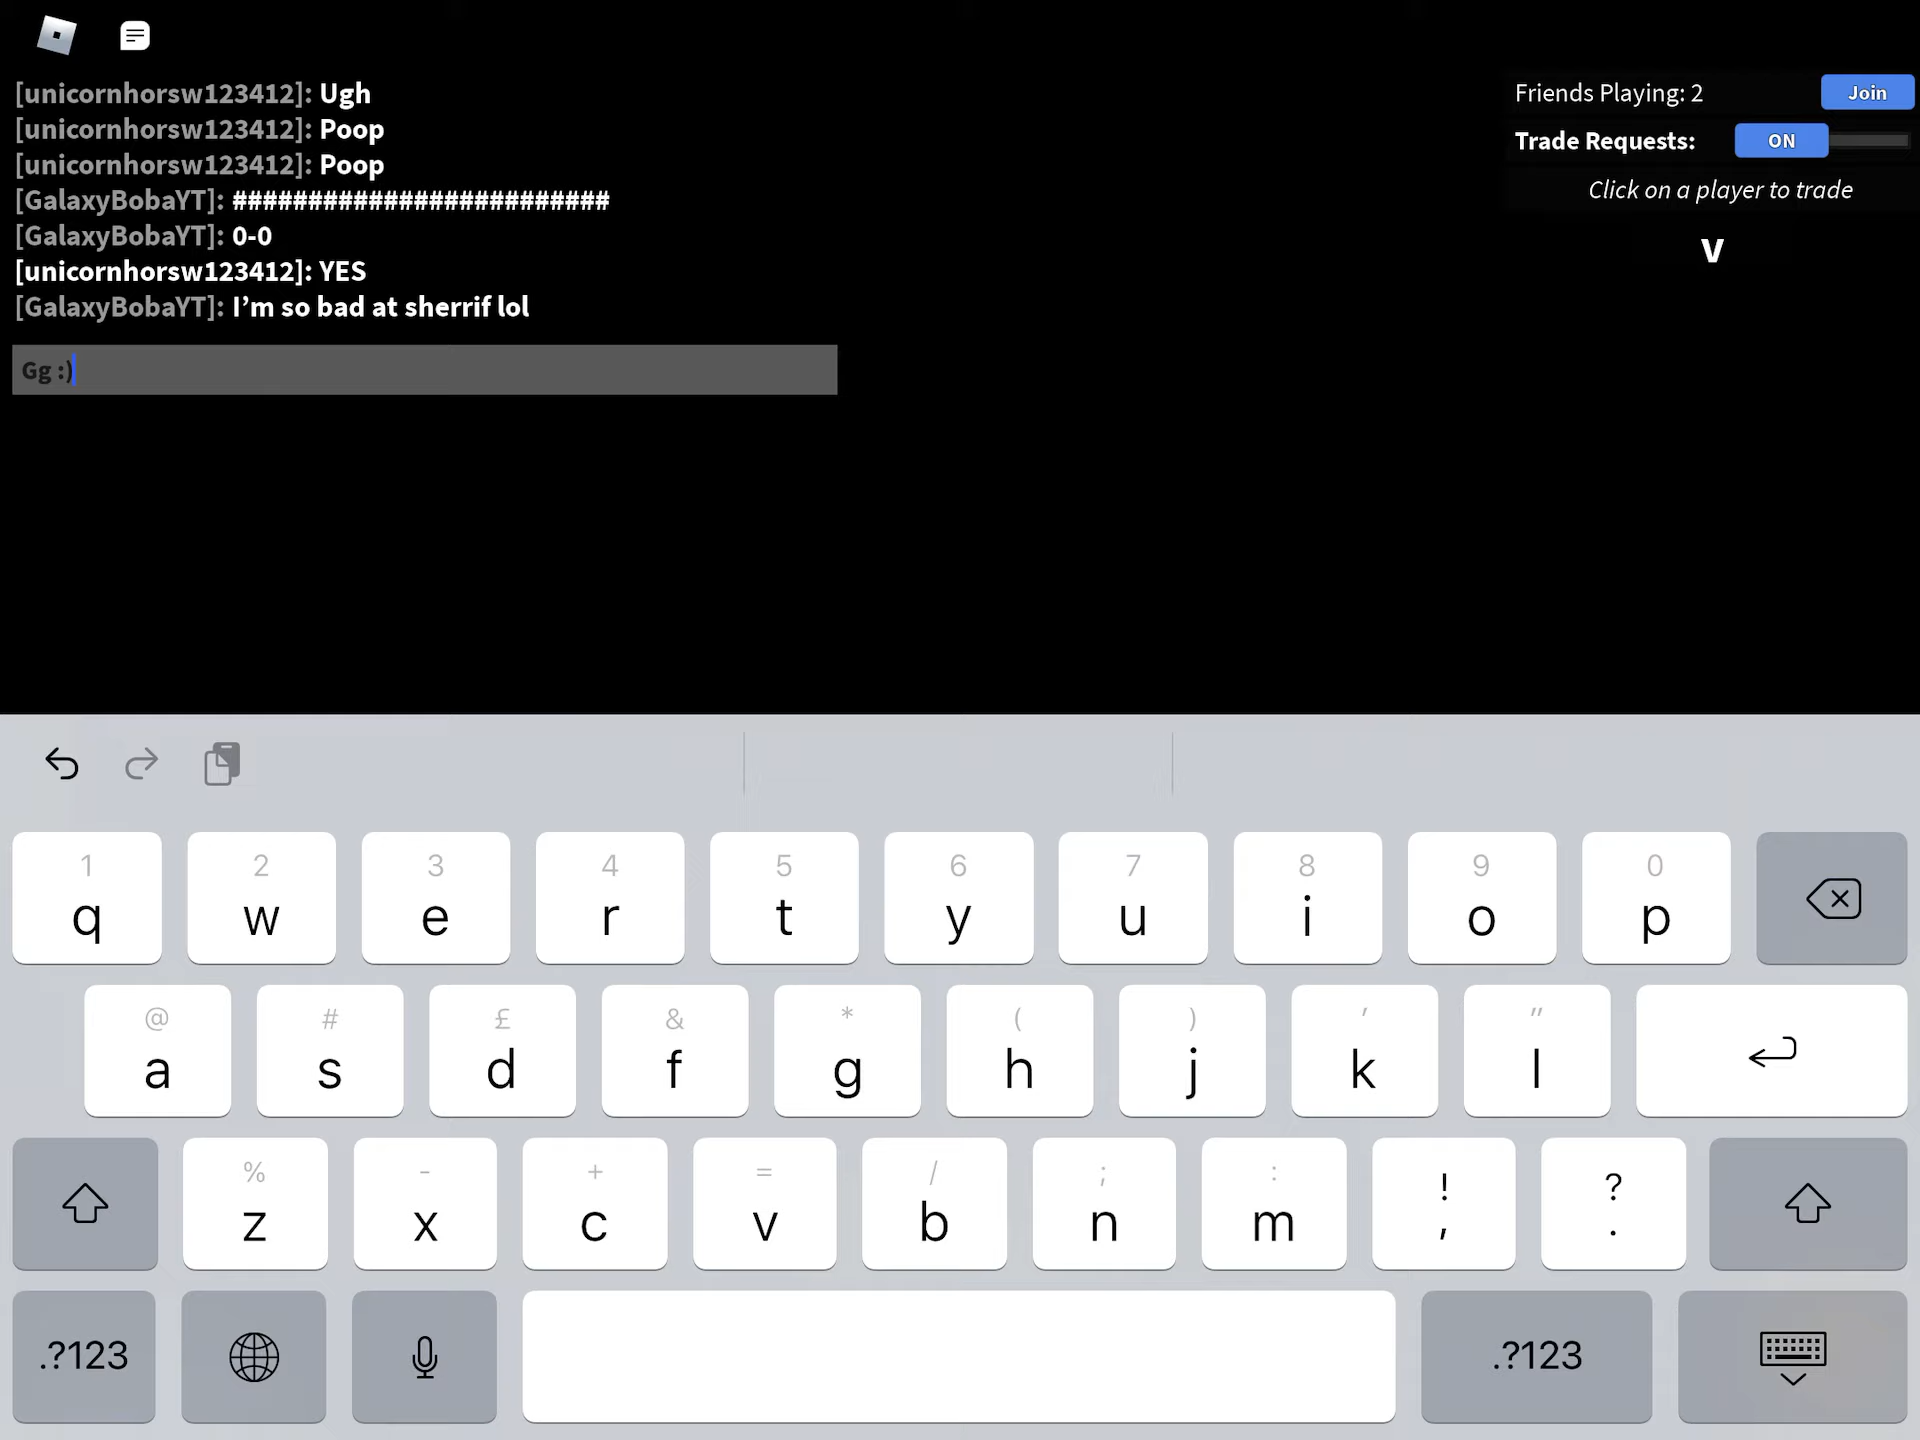 [unicornhorsw123412]: Ugh
[unicornhorsw123412]: Poop
[unicornhorsw123412]: Poop
[GalaxyBobaYT]: #########################
[GalaxyBobaYT]: 0-0
[unicornhorsw123412]: YES
[GalaxyBobaYT]: I’m so bad at sherrif lol
Gg :)
Friends Playing: 2 Join
Trade Requests: ON
Click on a player to trade
V
1 2 3 4 5 6 7 8 9 0
q w e r t y u i o p
@ # £ & * ( ) ' "
a s d f g h j k l
% - + = / ; : ! ?
z x c v b n m , .
.?123 .?123